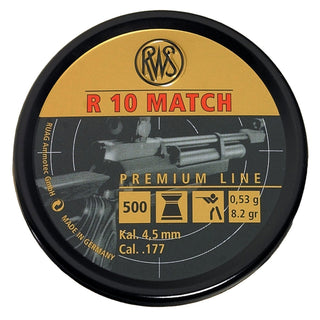 RWS
R 10 MATCH
RUAG Ammotec GmbH
PREMIUM LINE
500
0,53 g
8.2 gr
Kal. 4,5 mm
Cal. .177
MADE IN GERMANY